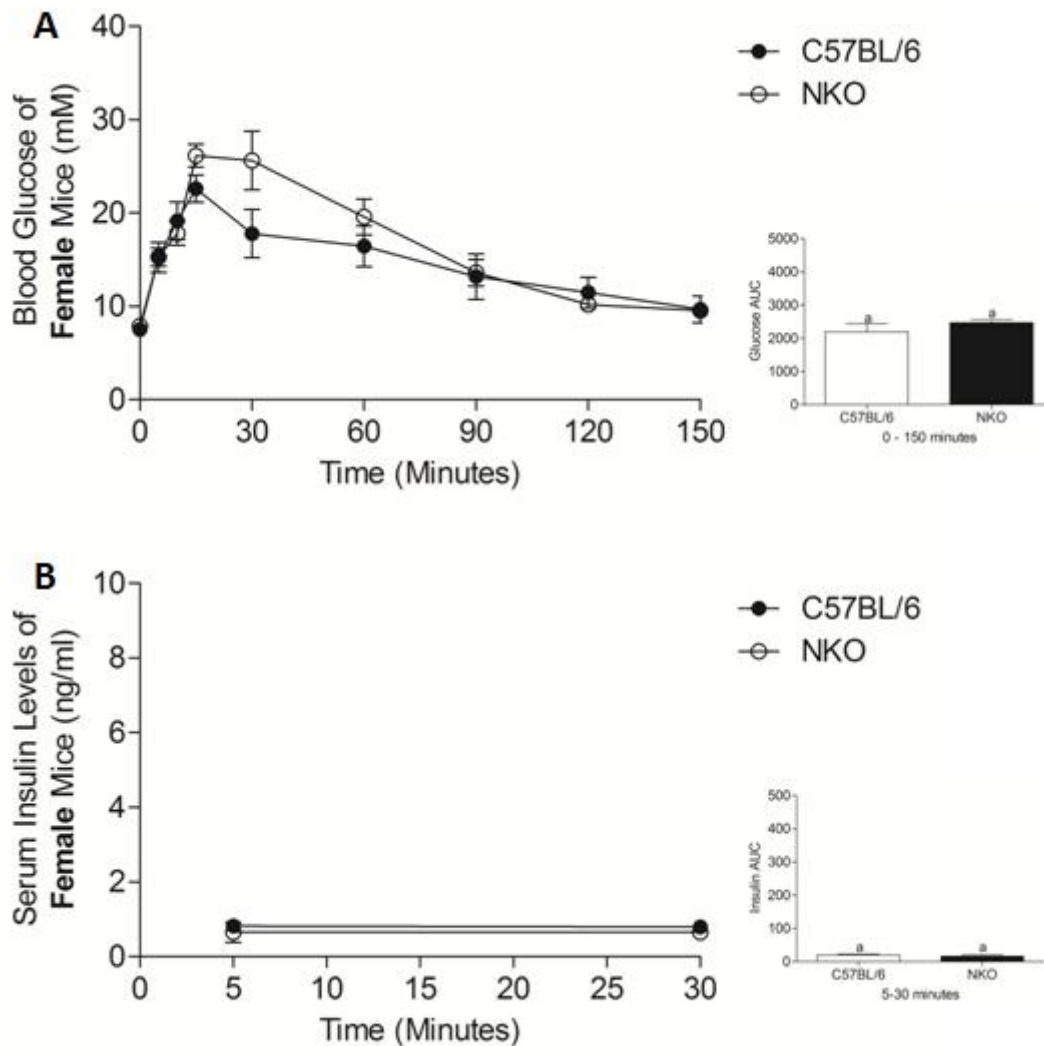 A
Blood Glucose of
Female Mice (mM)
40
30
20
10
0
0 30 60 90 120 150
Time (Minutes)
C57BL/6
NKO
Glucose AUC
5000
4000
3000
2000
1000
0
a a
C57BL/6 NKO
0 - 150 minutes
B
Serum Insulin Levels of
Female Mice (ng/ml)
10
8
6
4
2
0
0 5 10 15 20 25 30
Time (Minutes)
C57BL/6
NKO
Insulin AUC
500
400
300
200
100
0
a a
C57BL/6 NKO
5-30 minutes